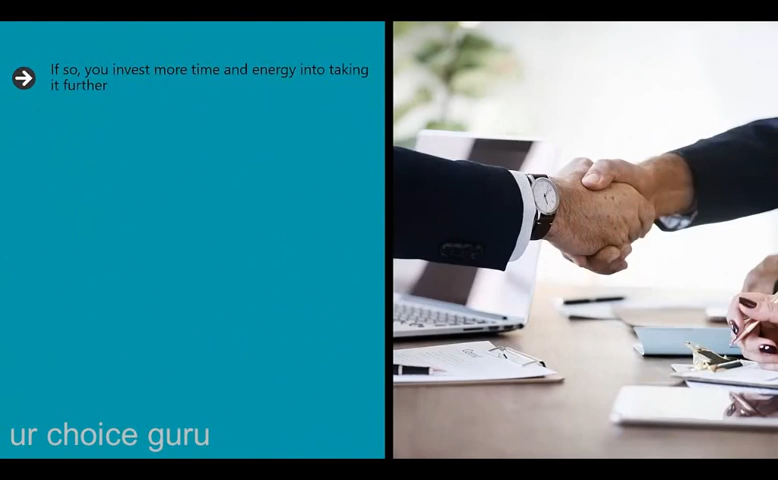 If so, you invest more time and energy into taking
it further
ur choice guru